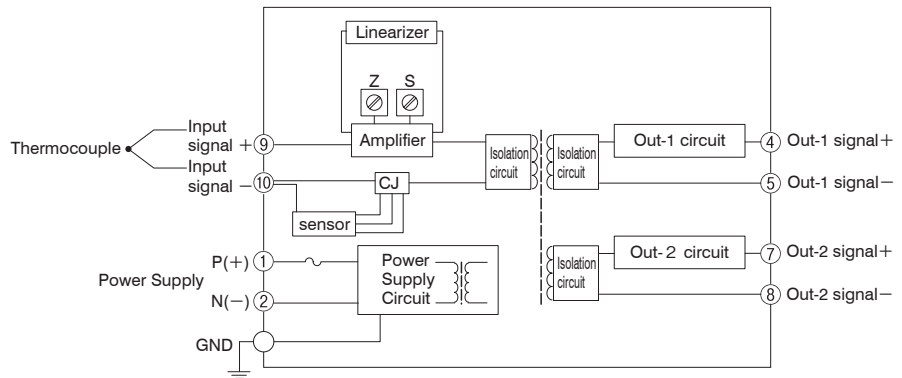 Linearizer
Z S
Amplifier
Thermocouple
Input
signal +
9
Input
signal −
10
CJ
sensor
Isolation
circuit
Isolation
circuit
Out-1 circuit
4 Out-1 signal+
5 Out-1 signal−
Isolation
circuit
Out-2 circuit
7 Out-2 signal+
8 Out-2 signal−
Power Supply
P(+) 1
N(−) 2
Power
Supply
Circuit
GND